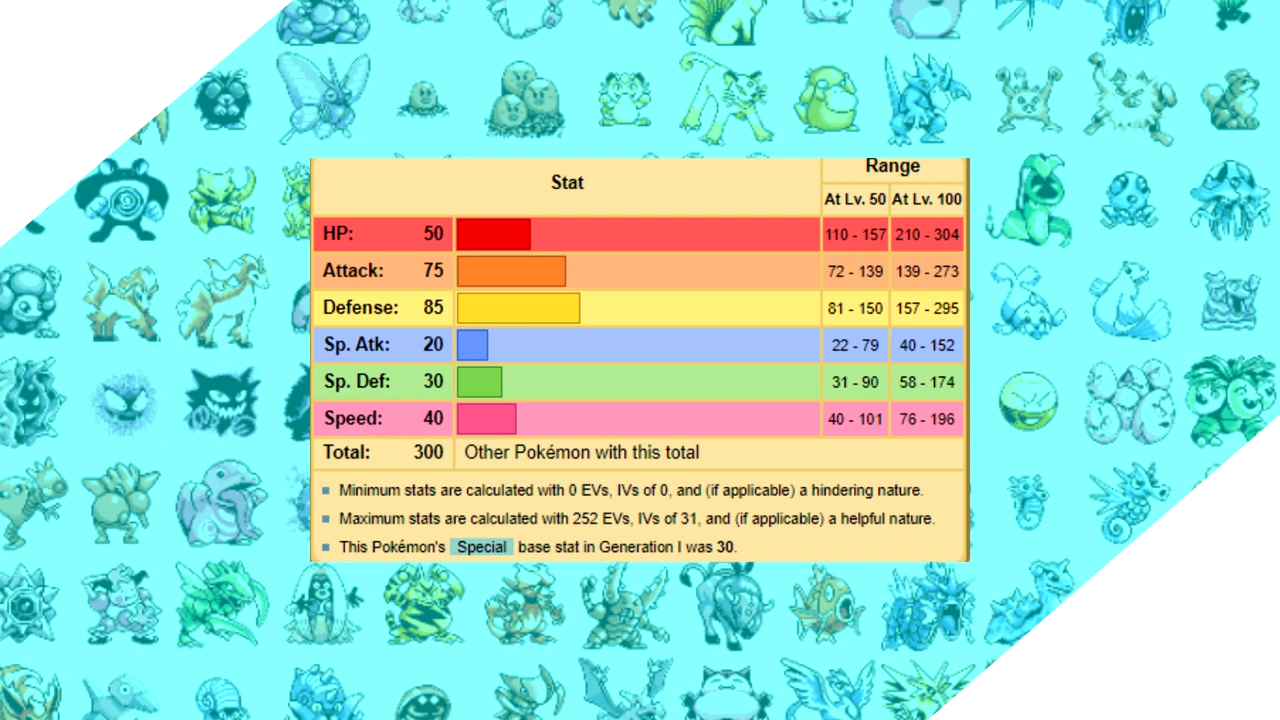 Stat Range
At Lv. 50 At Lv. 100
HP: 50 110 - 157 210 - 304
Attack: 75 72 - 139 139 - 273
Defense: 85 81 - 150 157 - 295
Sp. Atk: 20 22 - 79 40 - 152
Sp. Def: 30 31 - 90 58 - 174
Speed: 40 40 - 101 76 - 196
Total: 300 Other Pokémon with this total
Minimum stats are calculated with 0 EVs, IVs of 0, and (if applicable) a hindering nature.
Maximum stats are calculated with 252 EVs, IVs of 31, and (if applicable) a helpful nature.
This Pokémon's Special base stat in Generation I was 30.